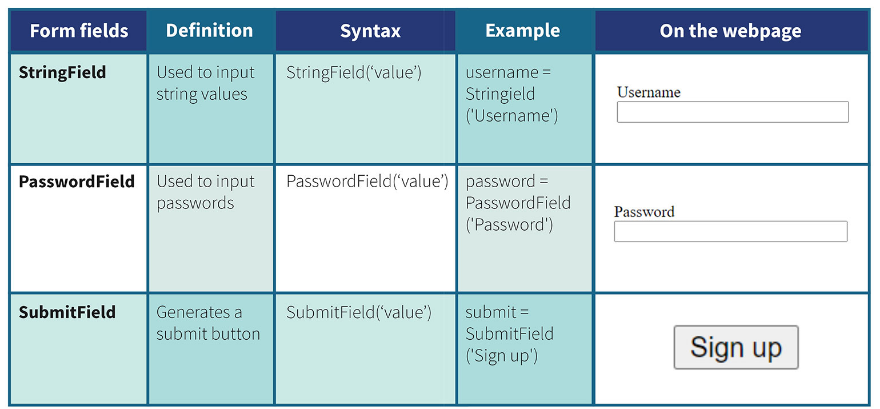 Form fields Definition Syntax Example On the webpage
StringField
Used to input
string values
StringField(‘value’)
username =
Stringield
('Username')
Username
PasswordField
Used to input
passwords
PasswordField(‘value’)
password =
PasswordField
('Password')
Password
SubmitField
Generates a
submit button
SubmitField(‘value’)
submit =
SubmitField
('Sign up')
Sign up